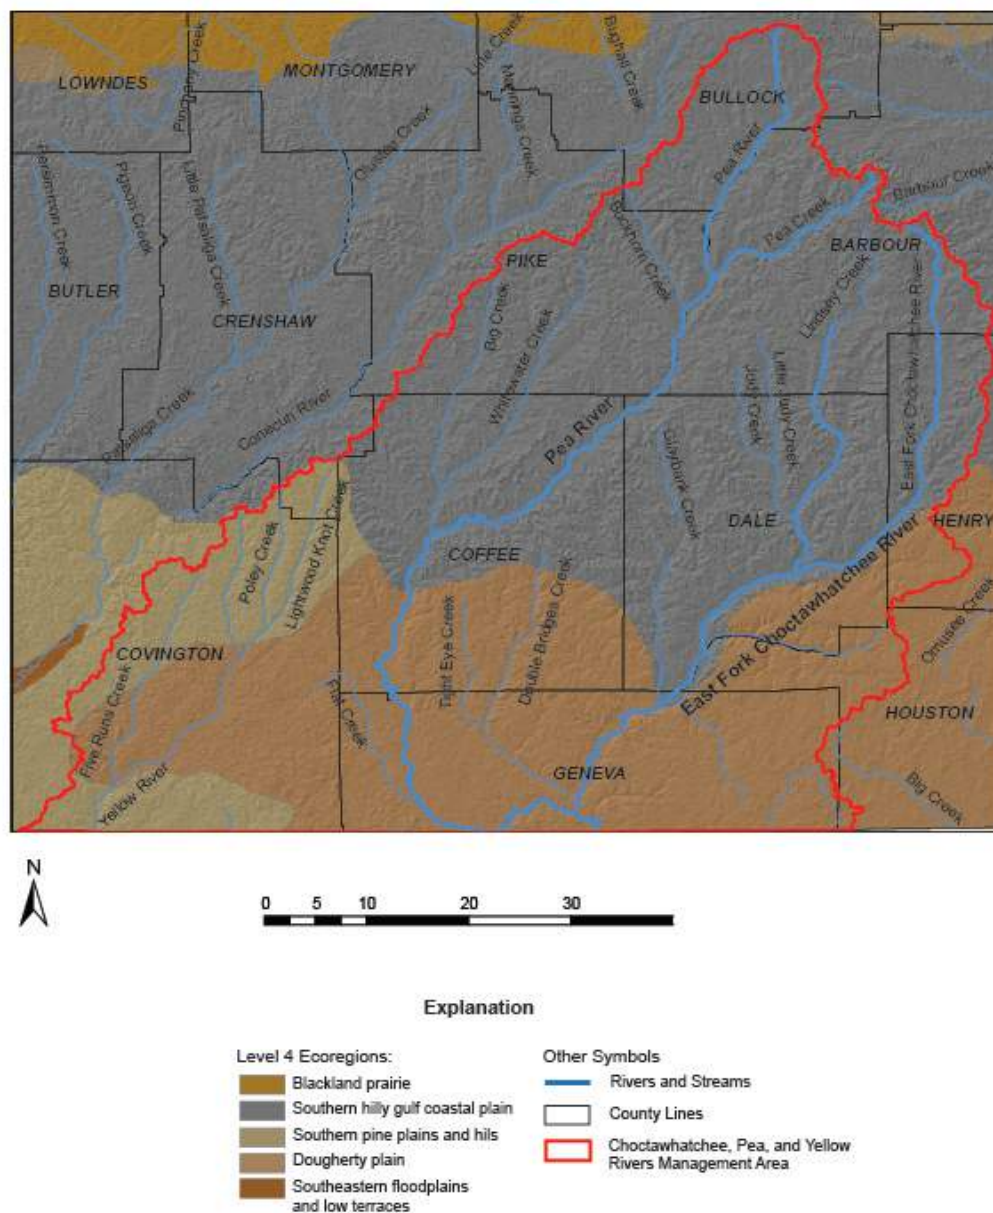 LOWNDES
Pinchony Creek
MONTGOMERY
Line Creek
Mannings Creek
Bughall Creek
BULLOCK
Persimmon Creek
Pigeon Creek
Little Patsaliga Creek
Olustee Creek
Pea River
Buckhorn Creek
Pea Creek
Barbour Creek
BARBOUR
PIKE
BUTLER
CRENSHAW
Big Creek
Whitewater Creek
Lindsey Creek
East Fork Choctawhatchee River
Patsaliga Creek
Conecuh River
Pea River
Judy Creek
Little Judy Creek
Claybank Creek
Poley Creek
Lightwood Knot Creek
COFFEE
DALE
HENRY
East Fork Choctawhatchee River
Omusee Creek
COVINGTON
Tight Eye Creek
Double Bridges Creek
Five Runs Creek
Flat Creek
HOUSTON
Yellow River
GENEVA
Big Creek
N
0 5 10 20 30
Explanation
Level 4 Ecoregions:
Blackland prairie
Southern hilly gulf coastal plain
Southern pine plains and hils
Dougherty plain
Southeastern floodplains
and low terraces
Other Symbols
Rivers and Streams
County Lines
Choctawhatchee, Pea, and Yellow
Rivers Management Area